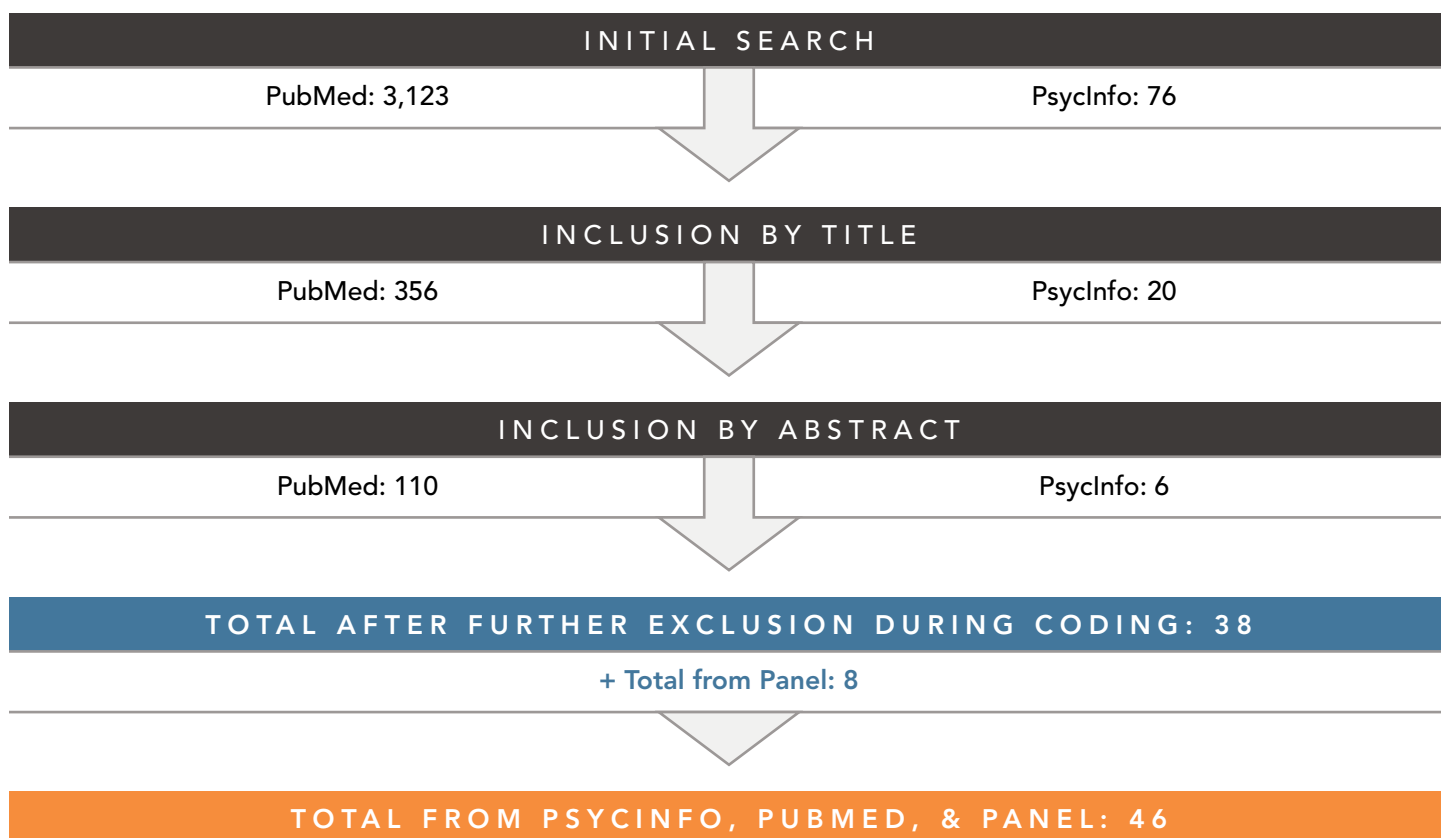 INITIAL SEARCH
PubMed: 3,123 PsycInfo: 76
INCLUSION BY TITLE
PubMed: 356 PsycInfo: 20
INCLUSION BY ABSTRACT
PubMed: 110 PsycInfo: 6
TOTAL AFTER FURTHER EXCLUSION DURING CODING: 38
+ Total from Panel: 8
TOTAL FROM PSYCINFO, PUBMED, & PANEL: 46